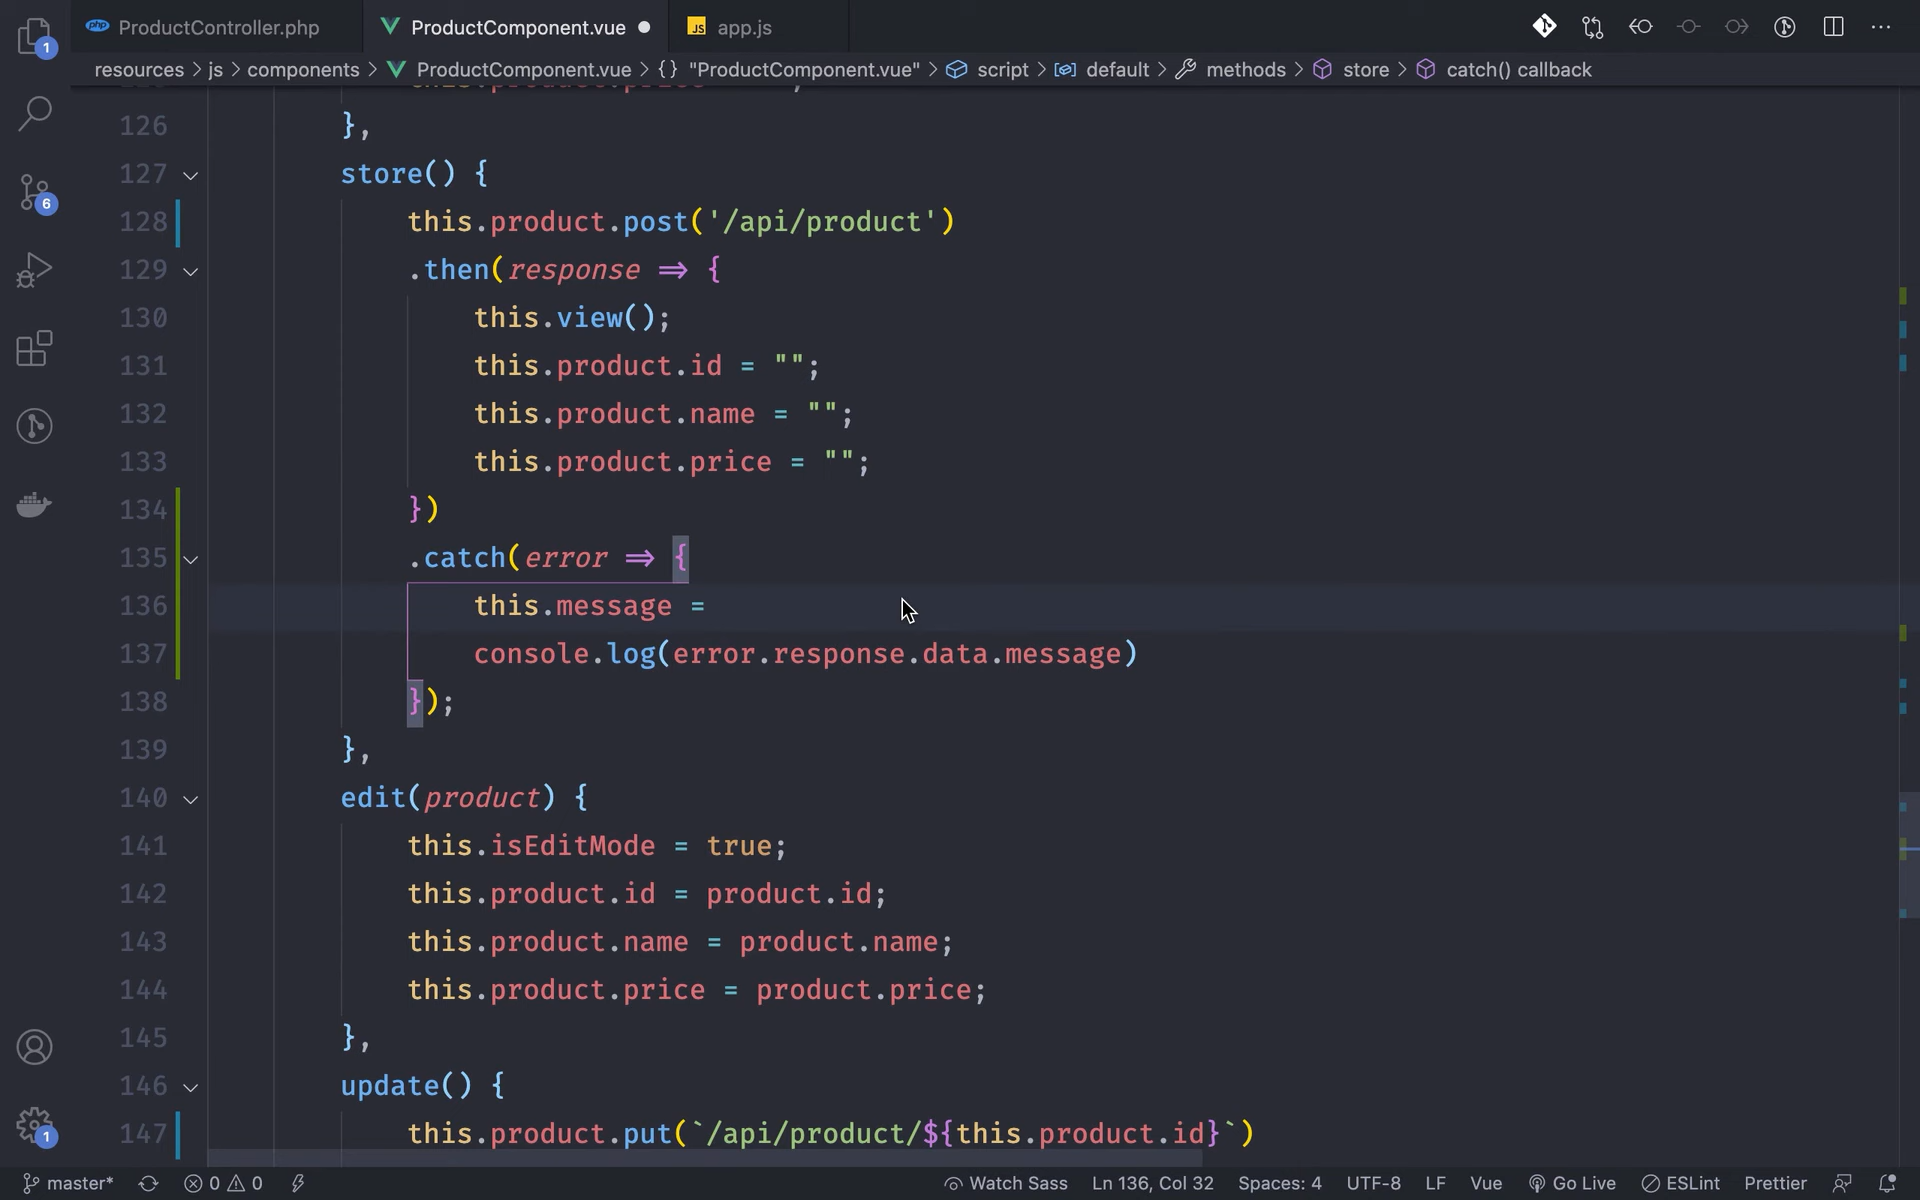 php ProductController.php ProductComponent.vue JS app.js
resources > js > components > ProductComponent.vue > {} "ProductComponent.vue" > script > default > methods > store > catch() callback
126 },
127 store() {
128 this.product.post('/api/product')
129 .then(response => {
130 this.view();
131 this.product.id = "";
132 this.product.name = "";
133 this.product.price = "";
134 })
135 .catch(error => {
136 this.message =
137 console.log(error.response.data.message)
138 });
139 },
140 edit(product) {
141 this.isEditMode = true;
142 this.product.id = product.id;
143 this.product.name = product.name;
144 this.product.price = product.price;
145 },
146 update() {
147 this.product.put(`/api/product/${this.product.id}`)
1
6
1
master* 0 0 Watch Sass Ln 136, Col 32 Spaces: 4 UTF-8 LF Vue Go Live ESLint Prettier